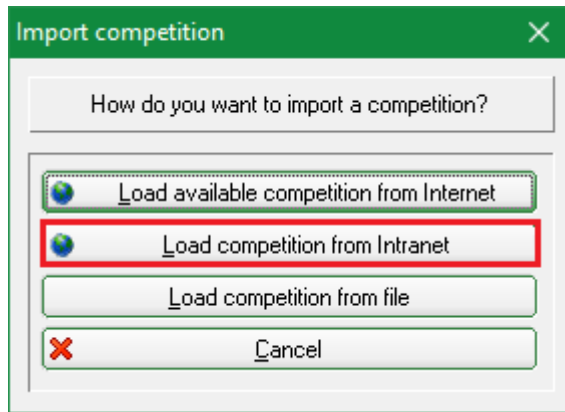 Import competition
How do you want to import a competition?
Load available competition from Internet
Load competition from Intranet
Load competition from file
Cancel